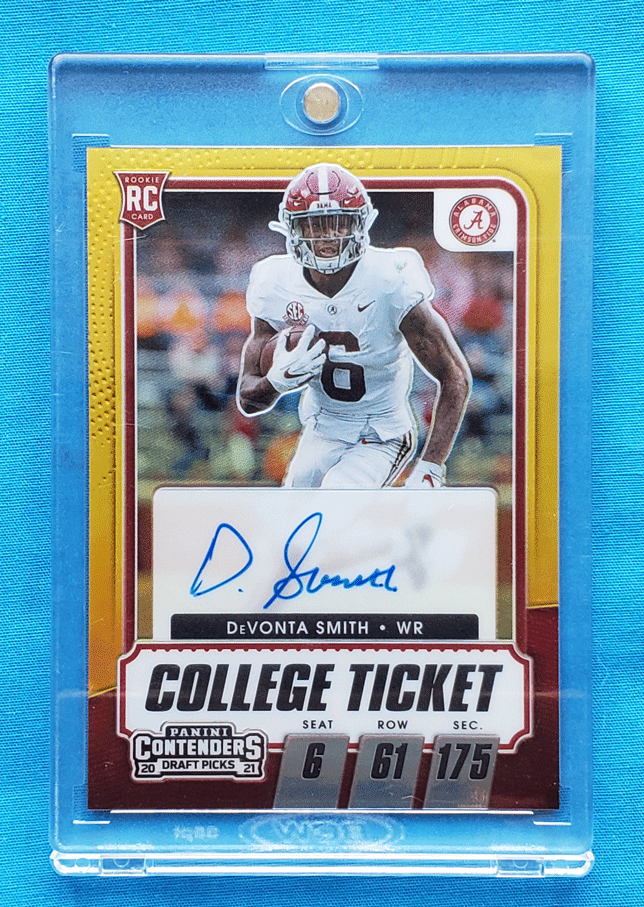 ROOKIE
RC
CARD
ALABAMA
A
CRIMSON TIDE
BAMA
SEC
6
D. Smith
DeVONTA SMITH • WR
COLLEGE TICKET
SEAT ROW SEC.
6 61 175
PANINI
CONTENDERS
DRAFT PICKS
20 21